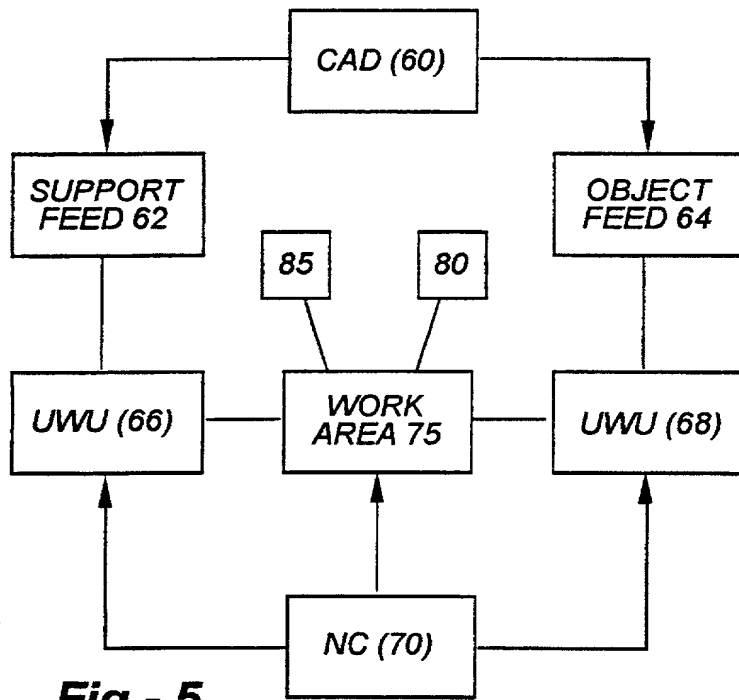 CAD (60)
SUPPORT
FEED 62
OBJECT
FEED 64
85
80
UWU (66)
WORK
AREA 75
UWU (68)
NC (70)
Fig - 5